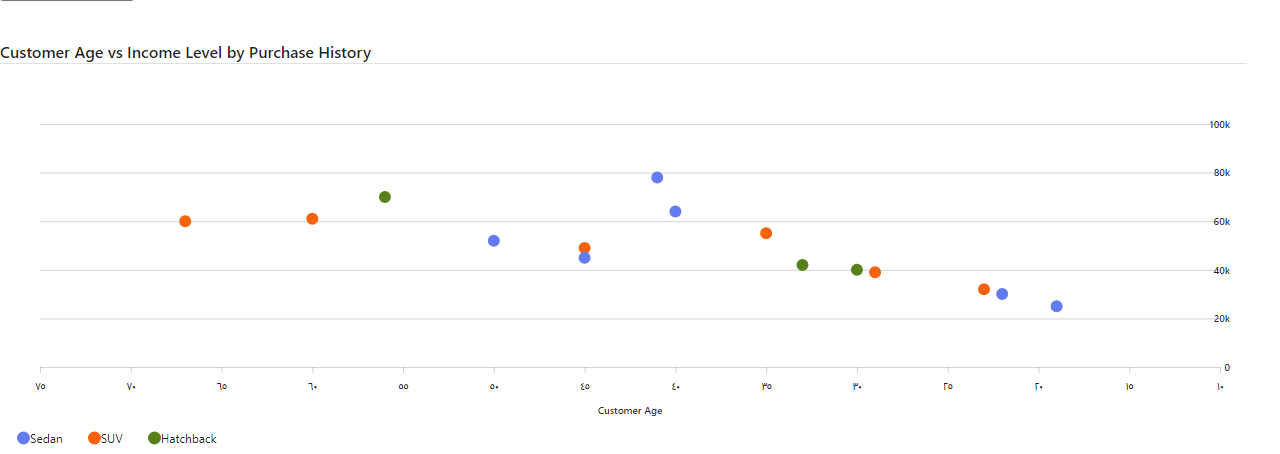 Customer Age vs Income Level by Purchase History
100k
80k
60k
40k
20k
0
٧٥ ٧٠ ٦٥ ٦٠ ٥٥ ٥٠ ٤٥ ٤٠ ٣٥ ٣٠ ٢٥ ٢٠ ١٥ ١٠
Customer Age
Sedan SUV Hatchback